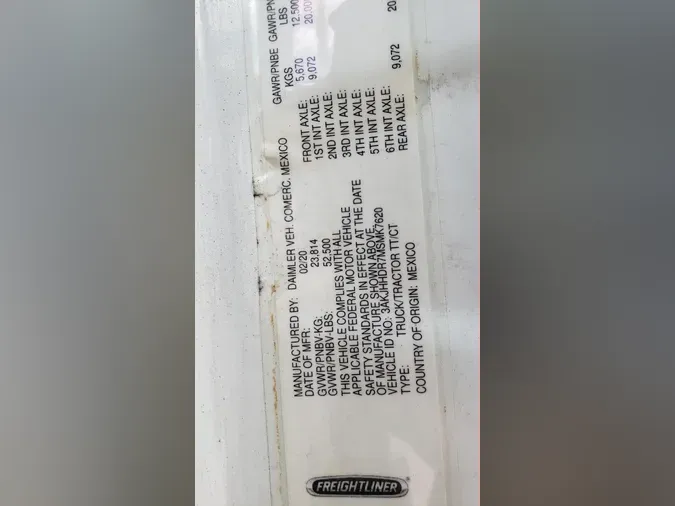 FREIGHTLINER
MANUFACTURED BY: DAIMLER VEH. COMERC. MEXICO
DATE OF MFR: 02/20
GVWR/PNBV-KG: 23,814
GVWR/PNBV-LBS: 52,500
THIS VEHICLE COMPLIES WITH ALL
APPLICABLE FEDERAL MOTOR VEHICLE
SAFETY STANDARDS IN EFFECT AT THE DATE
OF MANUFACTURE SHOWN ABOVE.
VEHICLE ID NO: 3AKJHHDR7MSMK7620
TYPE: TRUCK/TRACTOR TT/CT
COUNTRY OF ORIGIN: MEXICO
GAWR/PNBE GAWR/PN
KGS LBS
FRONT AXLE: 5,670 12,500
1ST INT AXLE: 9,072 20,00
2ND INT AXLE:
3RD INT AXLE:
4TH INT AXLE:
5TH INT AXLE:
6TH INT AXLE:
REAR AXLE: 9,072 20